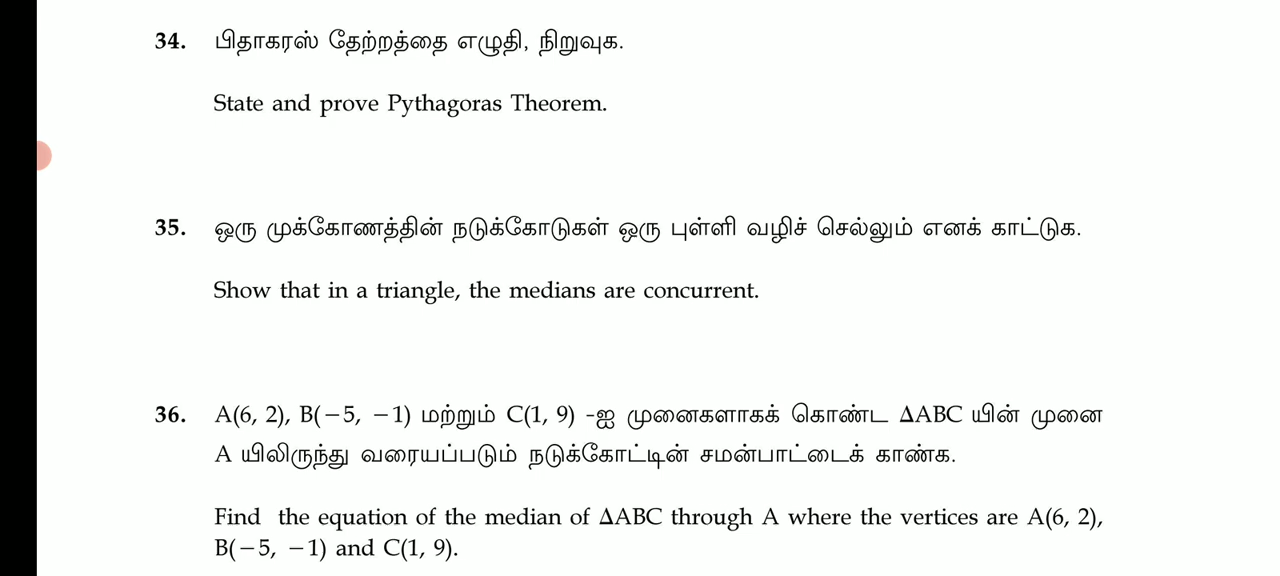 34. பிதாகரஸ் தேற்றத்தை எழுதி, நிறுவுக.
State and prove Pythagoras Theorem.
35. ஒரு முக்கோணத்தின் நடுக்கோடுகள் ஒரு புள்ளி வழிச் செல்லும் எனக் காட்டுக.
Show that in a triangle, the medians are concurrent.
36. A(6, 2), B(−5, −1) மற்றும் C(1, 9) -ஐ முனைகளாகக் கொண்ட ΔABC யின் முனை
A யிலிருந்து வரையப்படும் நடுக்கோட்டின் சமன்பாட்டைக் காண்க.
Find the equation of the median of ΔABC through A where the vertices are A(6, 2),
B(−5, −1) and C(1, 9).